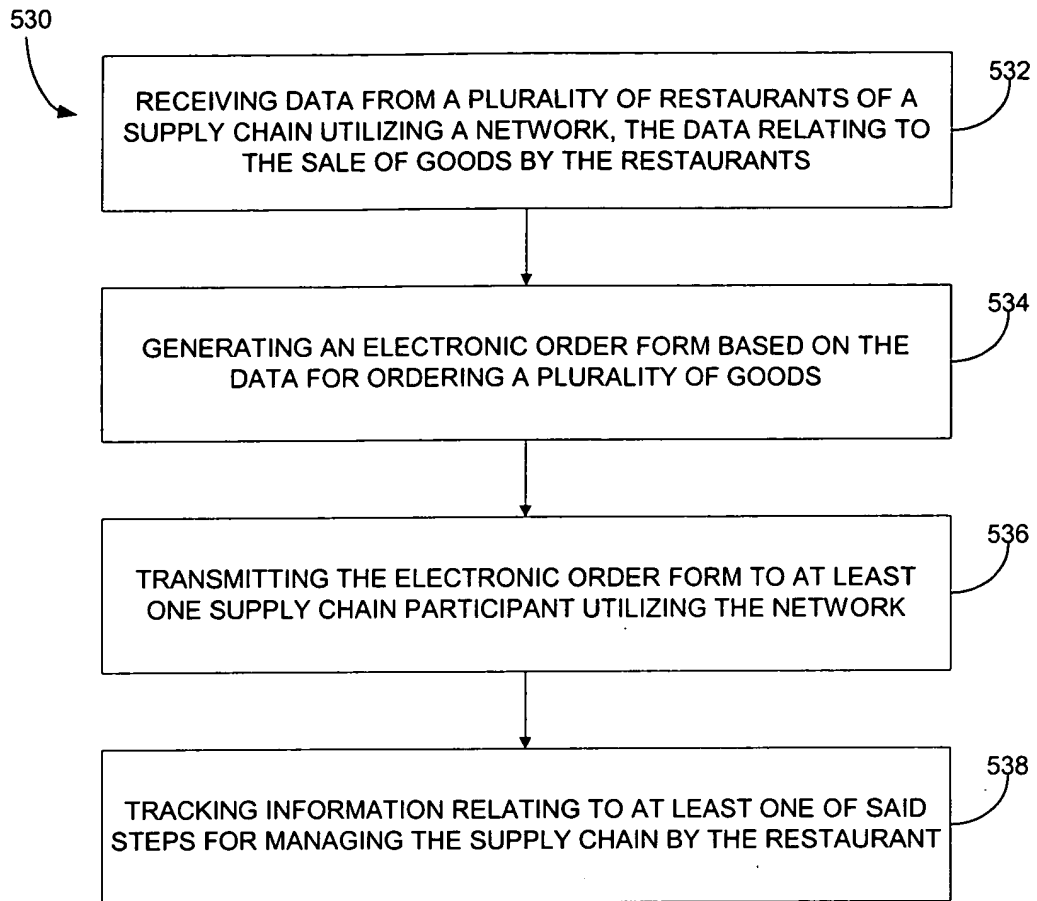 530
532
RECEIVING DATA FROM A PLURALITY OF RESTAURANTS OF A
SUPPLY CHAIN UTILIZING A NETWORK, THE DATA RELATING TO
THE SALE OF GOODS BY THE RESTAURANTS
534
GENERATING AN ELECTRONIC ORDER FORM BASED ON THE
DATA FOR ORDERING A PLURALITY OF GOODS
536
TRANSMITTING THE ELECTRONIC ORDER FORM TO AT LEAST
ONE SUPPLY CHAIN PARTICIPANT UTILIZING THE NETWORK
538
TRACKING INFORMATION RELATING TO AT LEAST ONE OF SAID
STEPS FOR MANAGING THE SUPPLY CHAIN BY THE RESTAURANT